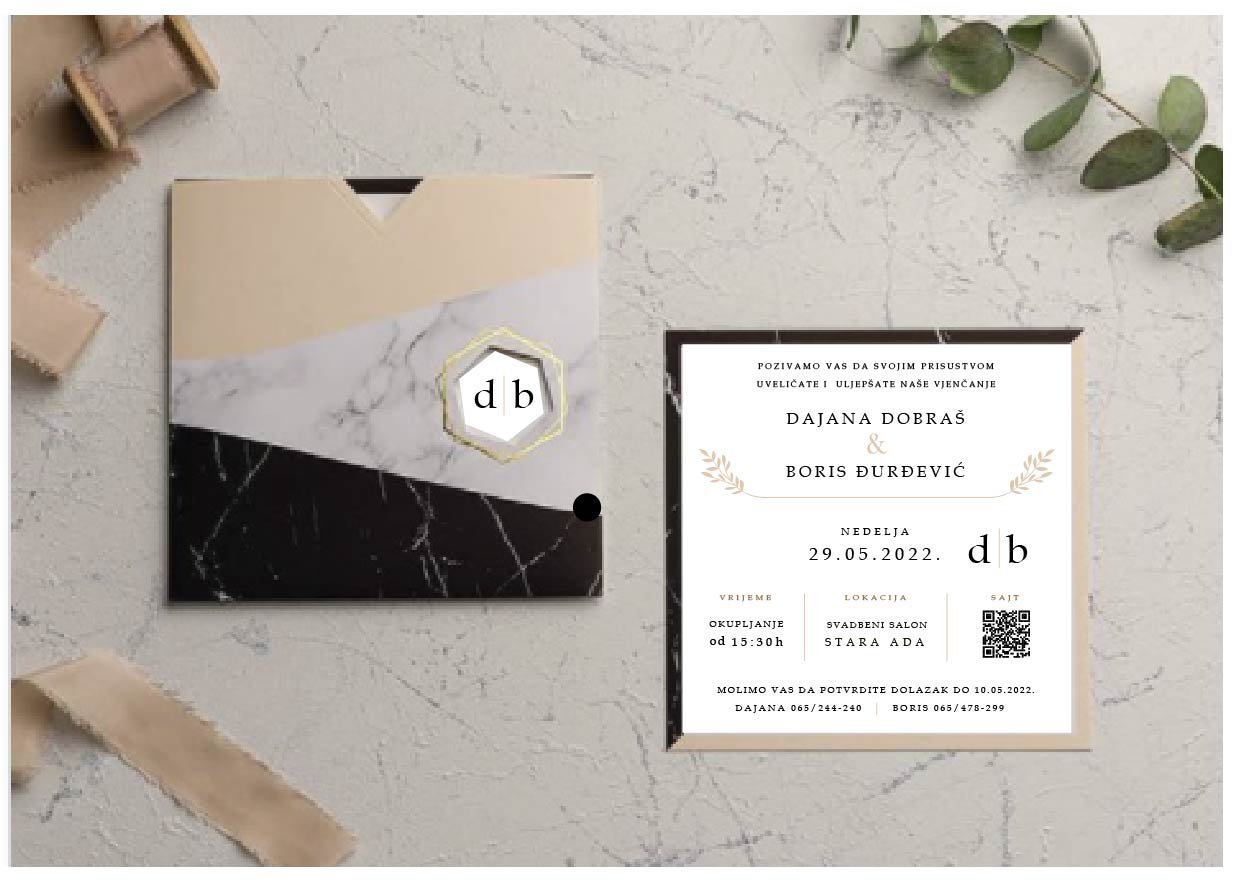 d|b
POZIVAMO VAS DA SVOJIM PRISUSTVOM
UVELIČATE I ULJEPŠATE NAŠE VJENČANJE
DAJANA DOBRAŠ
&
BORIS ĐURĐEVIĆ
NEDELJA
29.05.2022.
d|b
VRIJEME
OKUPLJANJE
od 15:30h
LOKACIJA
SVADBENI SALON
STARA ADA
SAJT
MOLIMO VAS DA POTVRDITE DOLAZAK DO 10.05.2022.
DAJANA 065/244-240 | BORIS 065/478-299